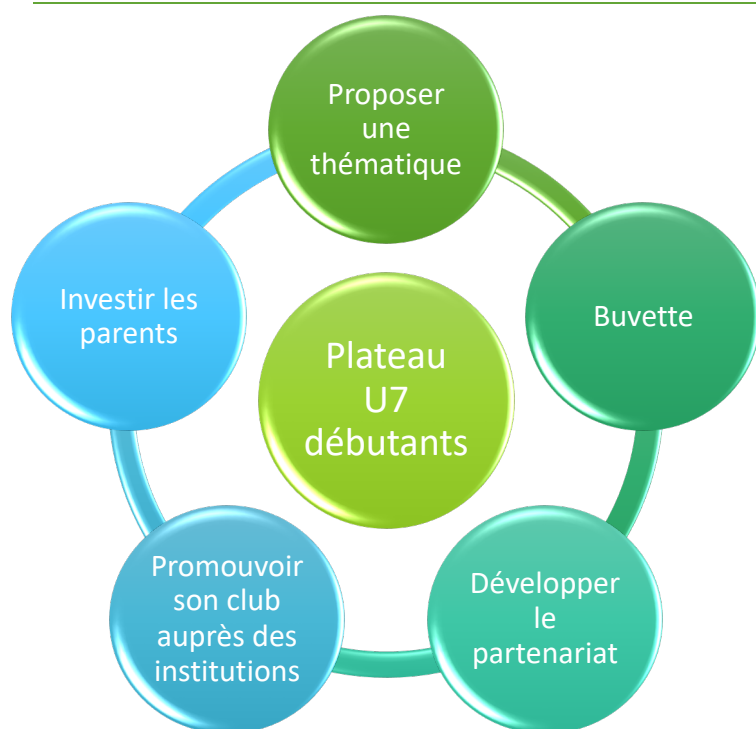 Proposer
une
thématique
Buvette
Développer
le
partenariat
Promouvoir
son club
auprès des
institutions
Investir les
parents
Plateau
U7
débutants